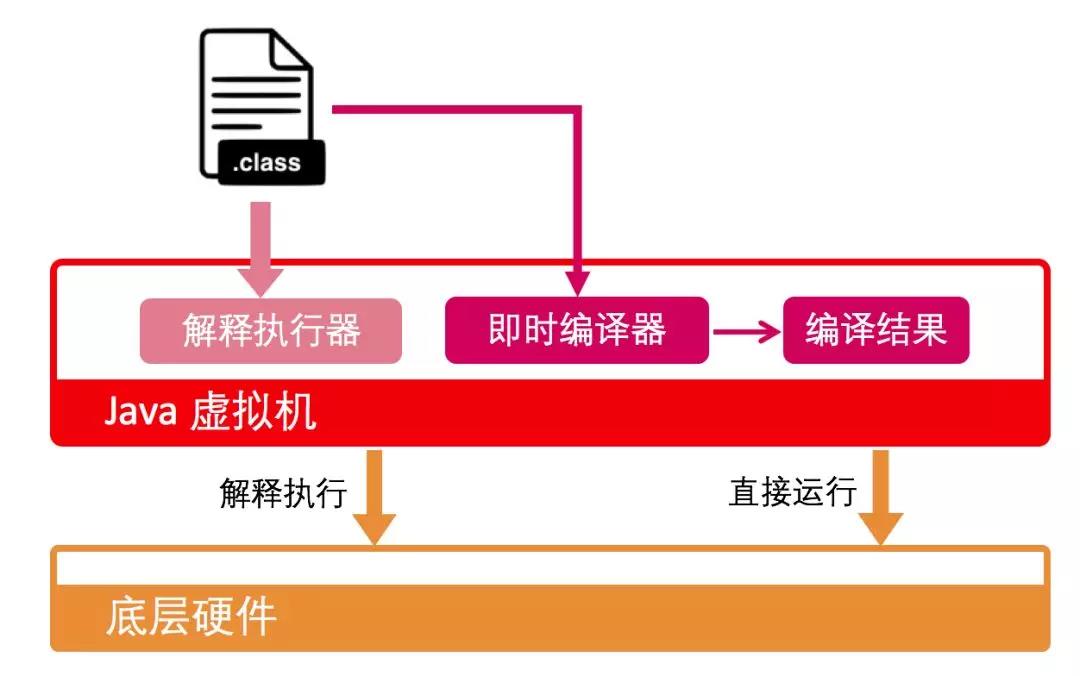 .class
解释执行器
即时编译器
编译结果
Java 虚拟机
解释执行
直接运行
底层硬件